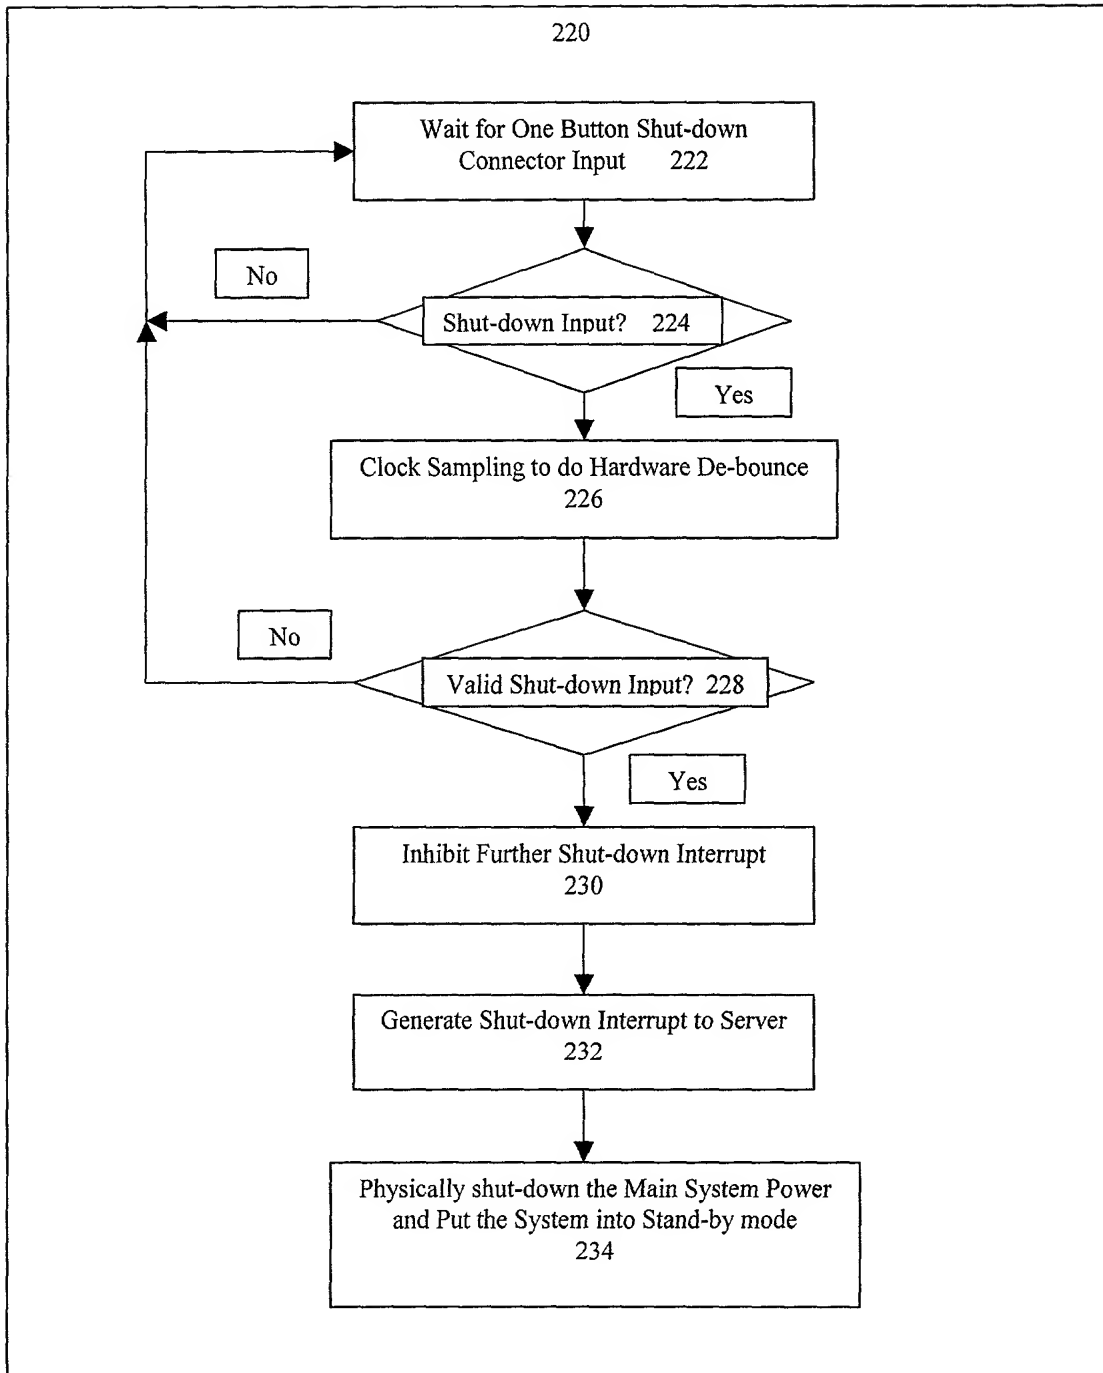 220
Wait for One Button Shut-down
Connector Input 222
No
Shut-down Input? 224
Yes
Clock Sampling to do Hardware De-bounce
226
No
Valid Shut-down Input? 228
Yes
Inhibit Further Shut-down Interrupt
230
Generate Shut-down Interrupt to Server
232
Physically shut-down the Main System Power
and Put the System into Stand-by mode
234